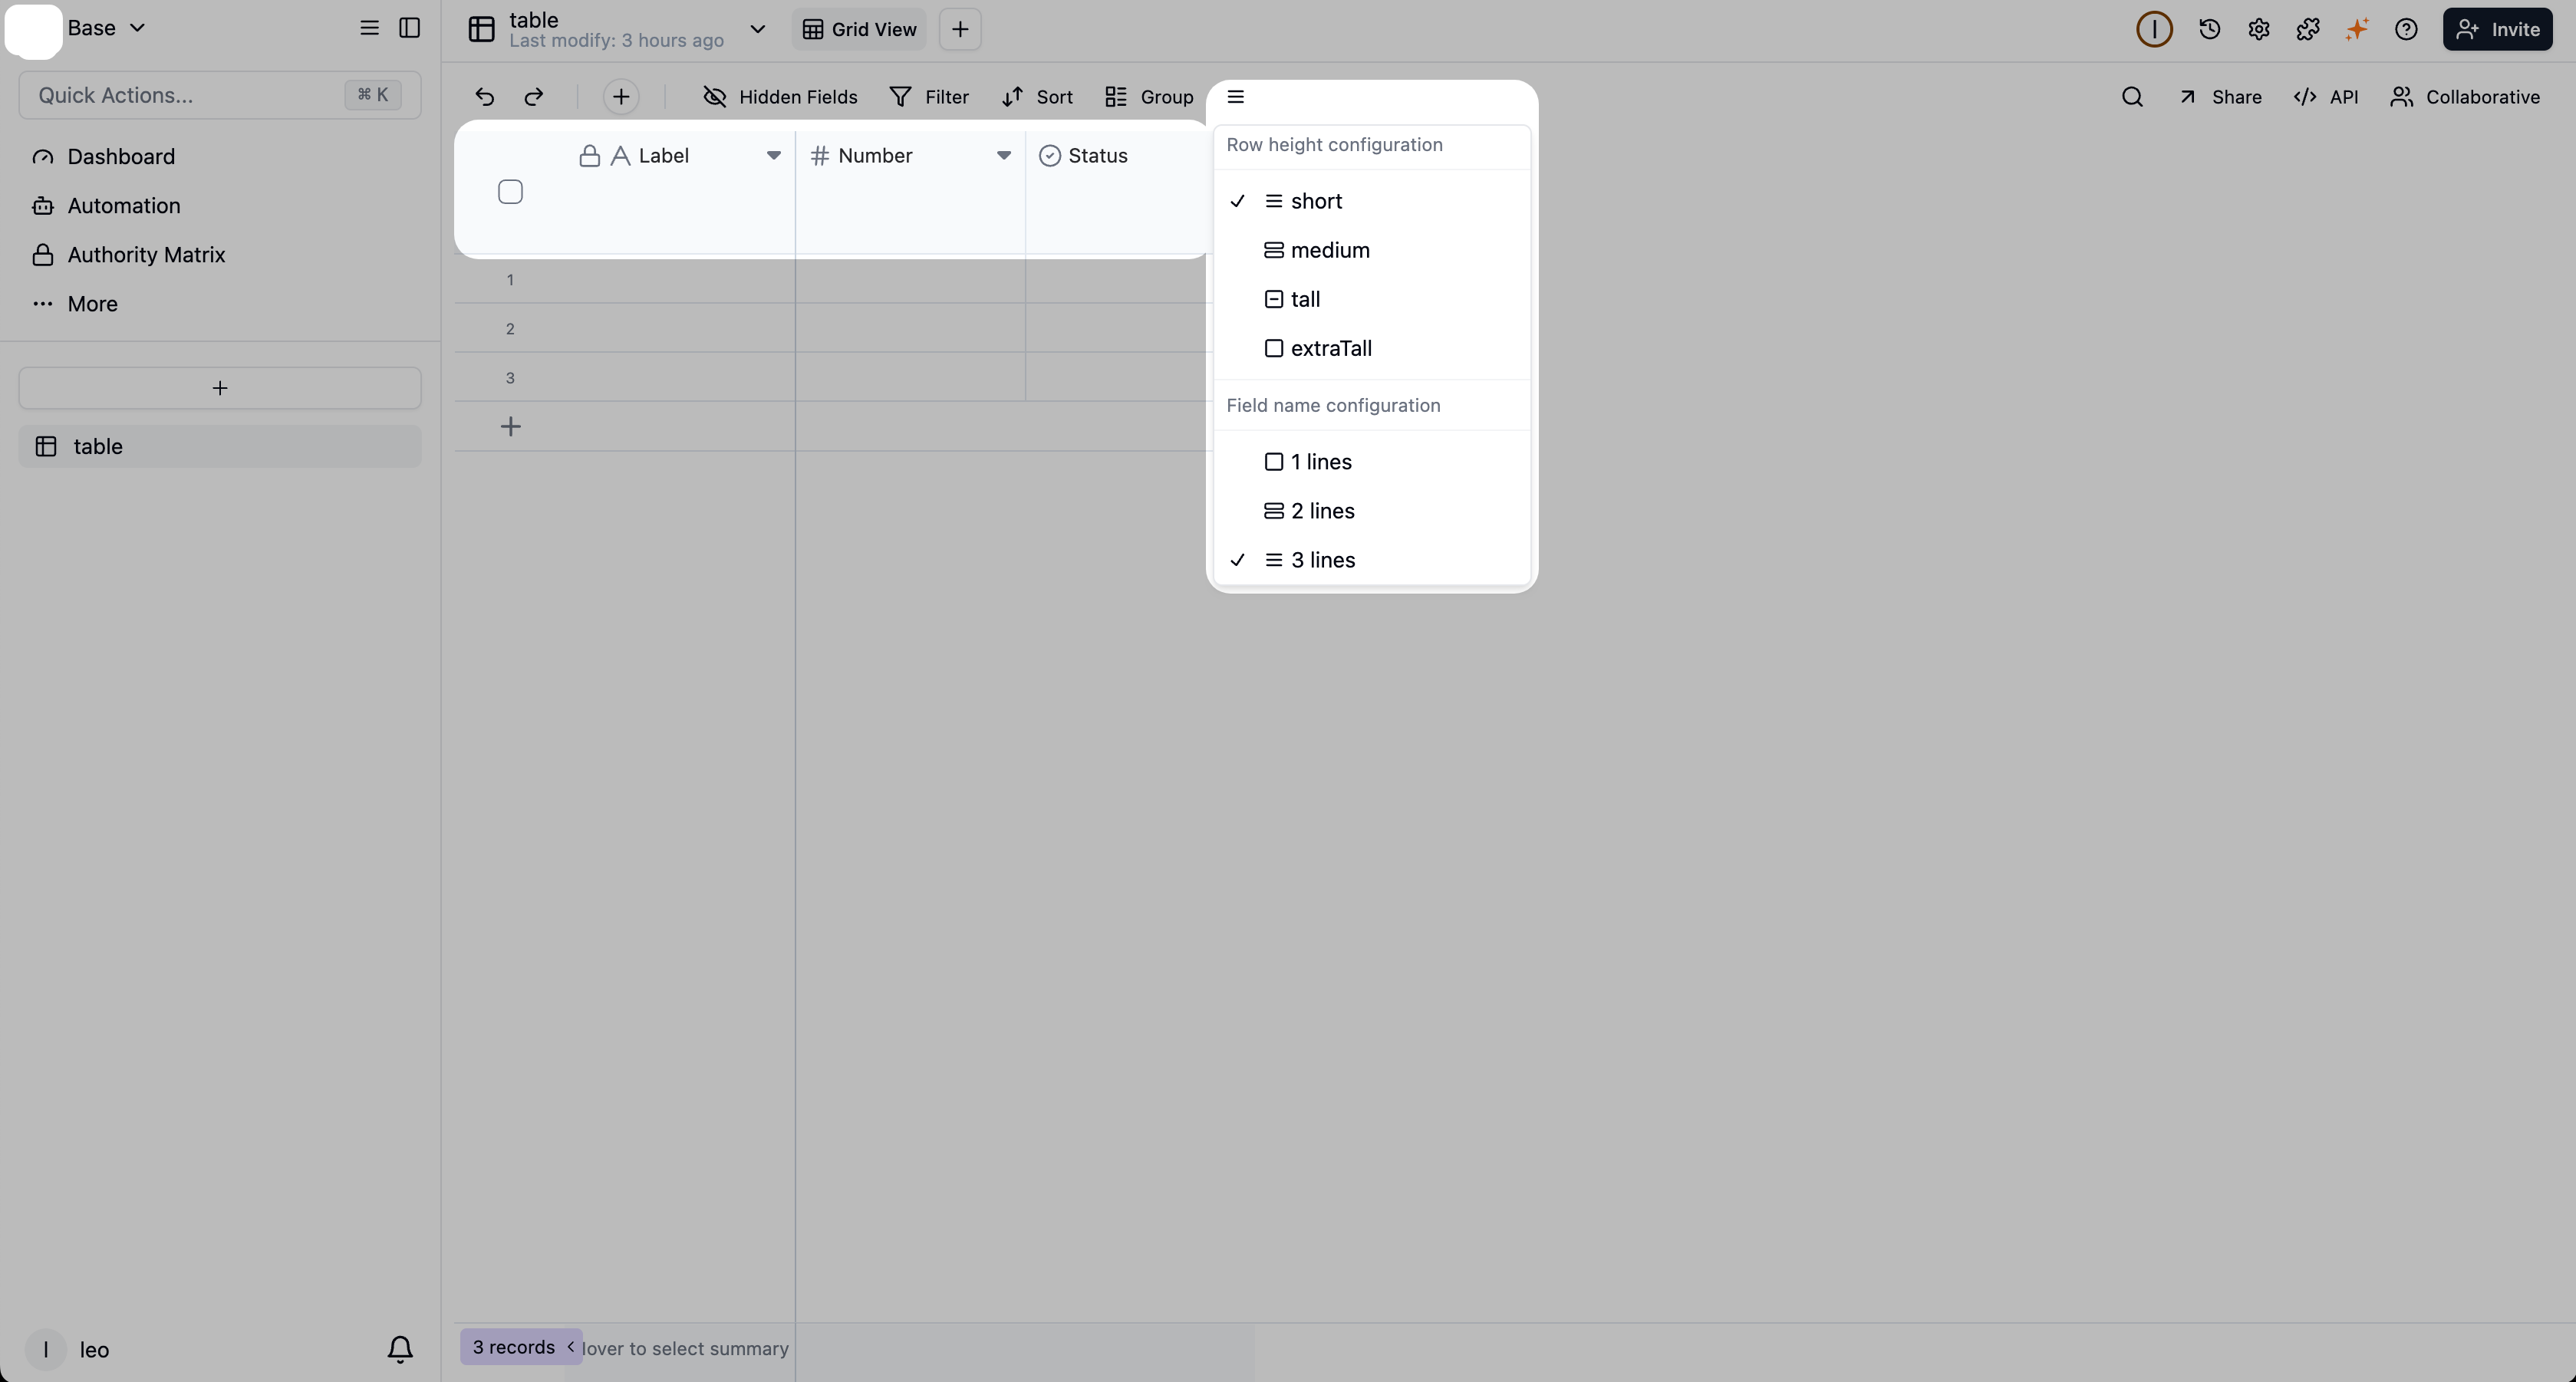 Base
Quick Actions...
⌘ K
Dashboard
Automation
Authority Matrix
More
table
leo
table
Last modify: 3 hours ago
Grid View
Invite
Hidden Fields
Filter
Sort
Group
Share
API
Collaborative
Label
Number
Status
1
2
3
Row height configuration
short
medium
tall
extraTall
Field name configuration
1 lines
2 lines
3 lines
3 records
to select summary